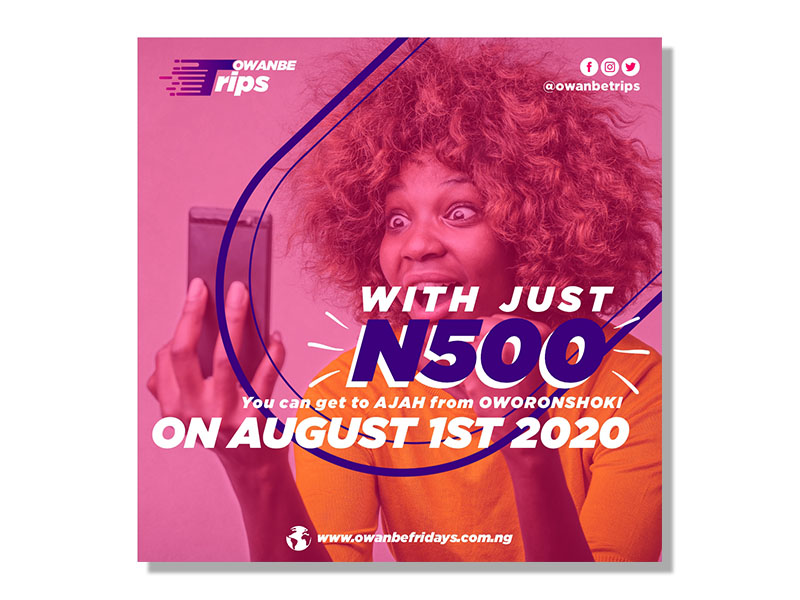 OWANBE
Trips
@owanbetrips
WITH JUST
N500
You can get to AJAH from OWORONSHOKI
ON AUGUST 1ST 2020
www.owanbefridays.com.ng